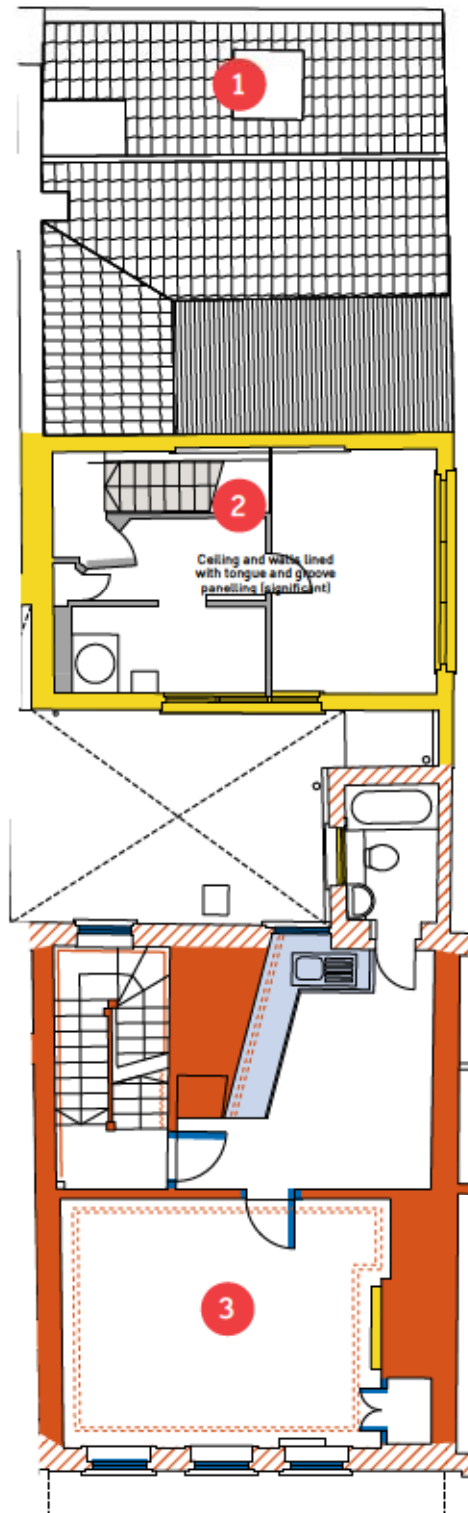 1
2
Ceiling and walls lined
with tongue and groove
panelling (significant)
3